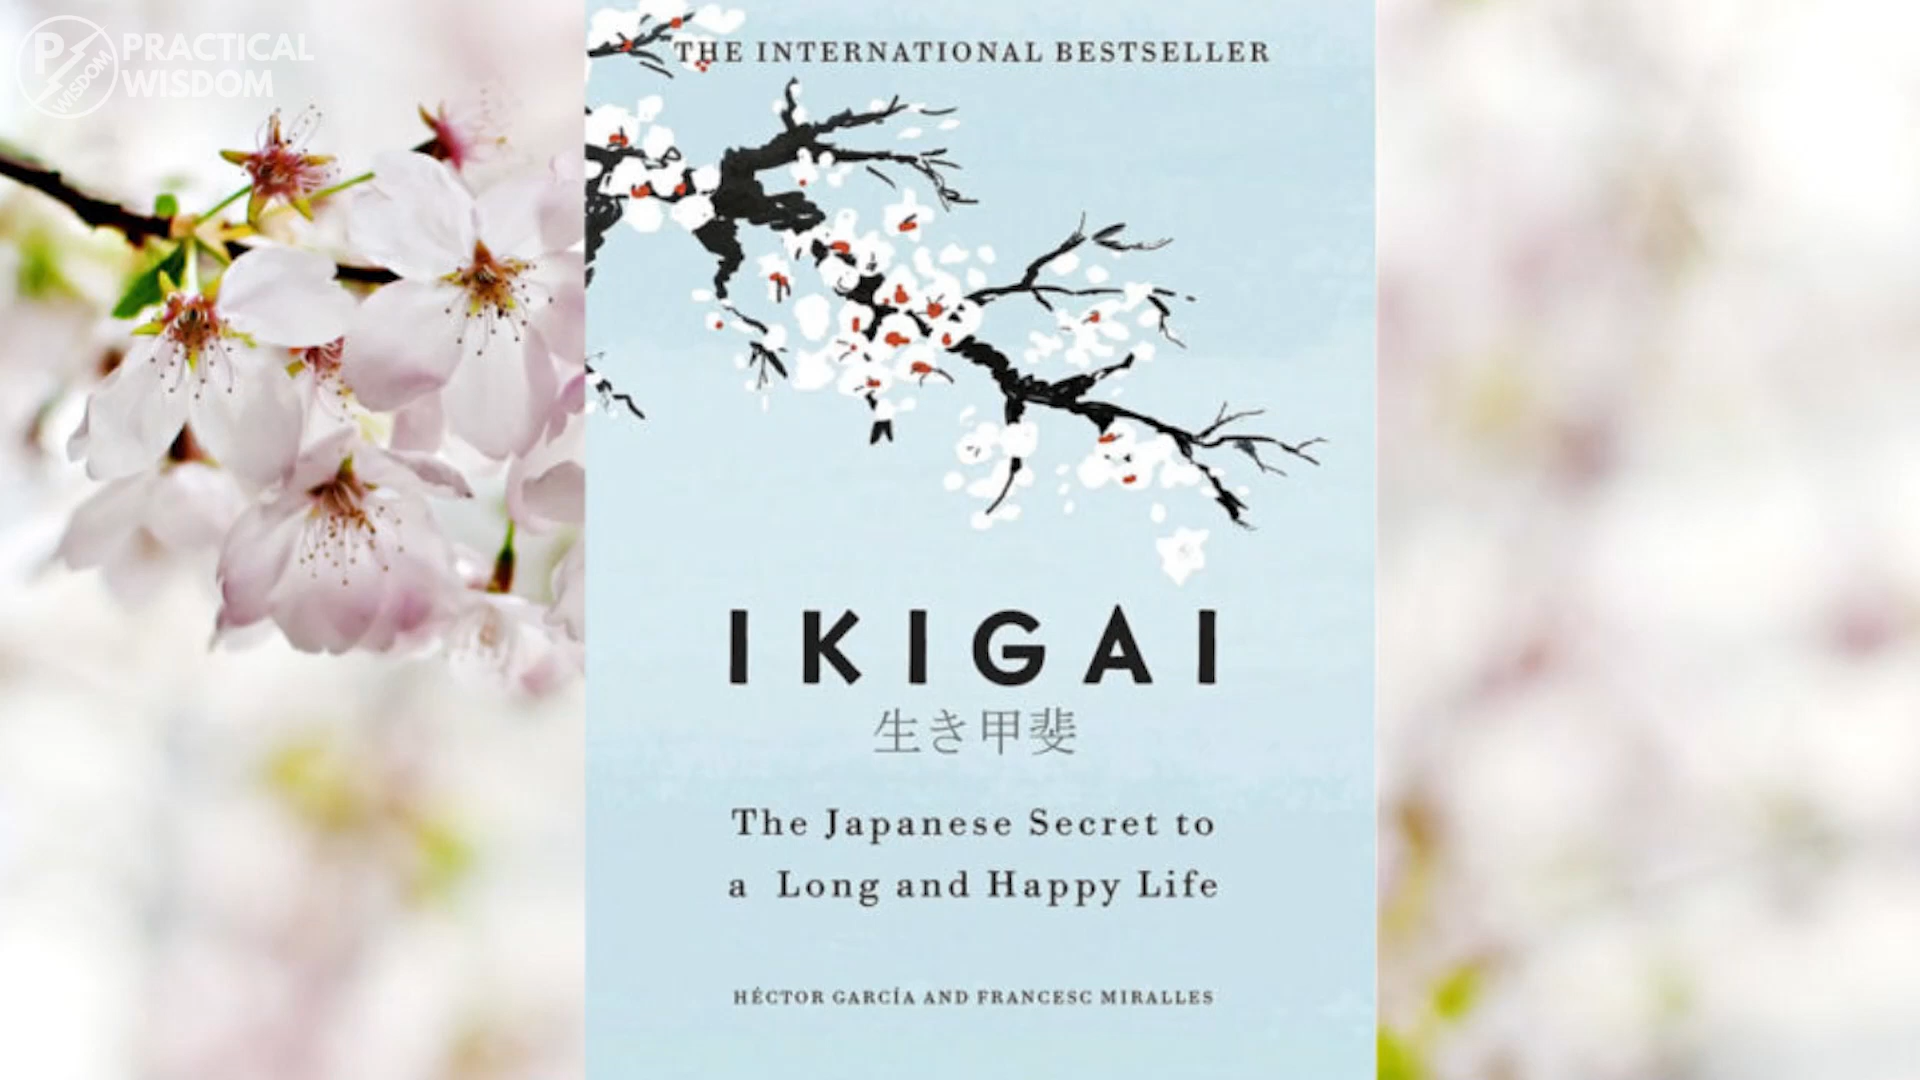 PRACTICAL
WISDOM
P
WISDOM
THE INTERNATIONAL BESTSELLER
IKIGAI
生き甲斐
The Japanese Secret to
a Long and Happy Life
HÉCTOR GARCÍA AND FRANCESC MIRALLES